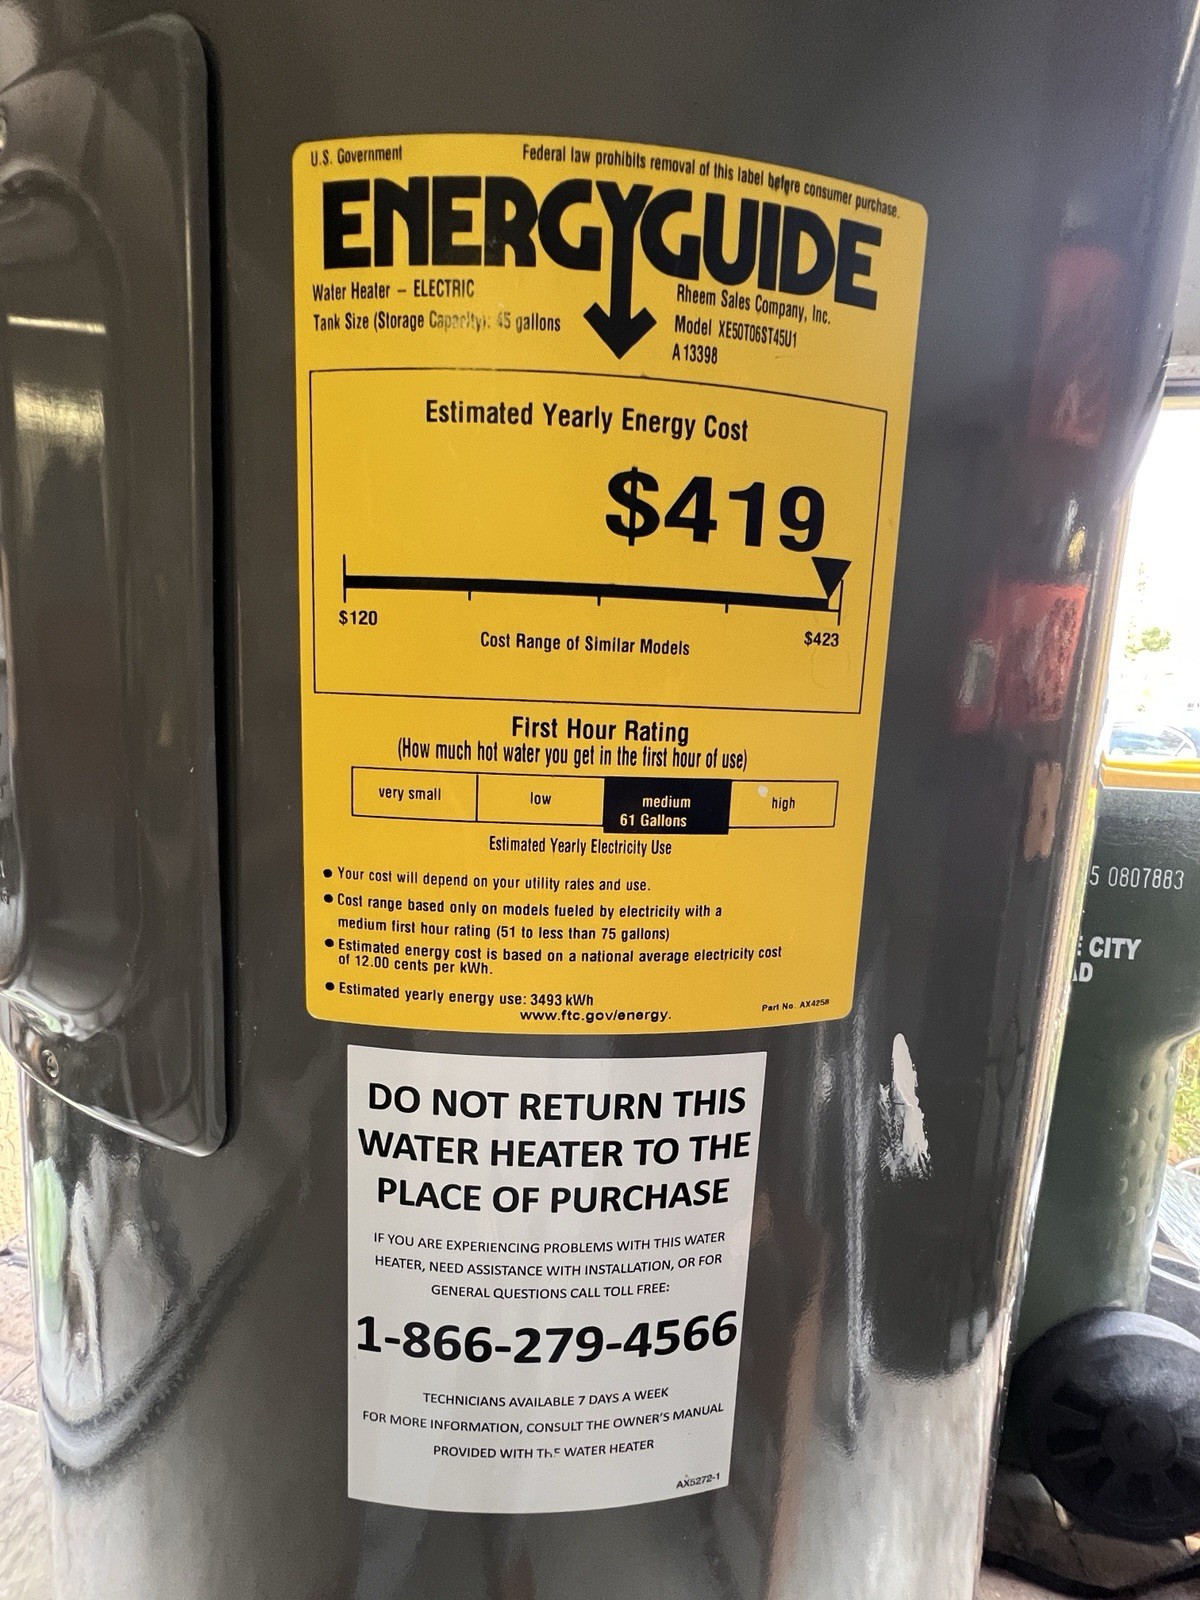 U.S. Government
Federal law prohibits removal of this label before consumer purchase.
ENERGYGUIDE
Water Heater – ELECTRIC
Tank Size (Storage Capacity): 45 gallons
Rheem Sales Company, Inc.
Model XE50T06ST45U1
A13398
Estimated Yearly Energy Cost
$419
$120
$423
Cost Range of Similar Models
First Hour Rating
(How much hot water you get in the first hour of use)
very small
low
medium
61 Gallons
high
Estimated Yearly Electricity Use
● Your cost will depend on your utility rates and use.
● Cost range based only on models fueled by electricity with a
medium first hour rating (51 to less than 75 gallons)
● Estimated energy cost is based on a national average electricity cost
of 12.00 cents per kWh.
● Estimated yearly energy use: 3493 kWh
www.ftc.gov/energy.
Part No. AX4258
DO NOT RETURN THIS
WATER HEATER TO THE
PLACE OF PURCHASE
IF YOU ARE EXPERIENCING PROBLEMS WITH THIS WATER
HEATER, NEED ASSISTANCE WITH INSTALLATION, OR FOR
GENERAL QUESTIONS CALL TOLL FREE:
1-866-279-4566
TECHNICIANS AVAILABLE 7 DAYS A WEEK
FOR MORE INFORMATION, CONSULT THE OWNER'S MANUAL
PROVIDED WITH THE WATER HEATER
AX5272-1
5 0807883
CITY